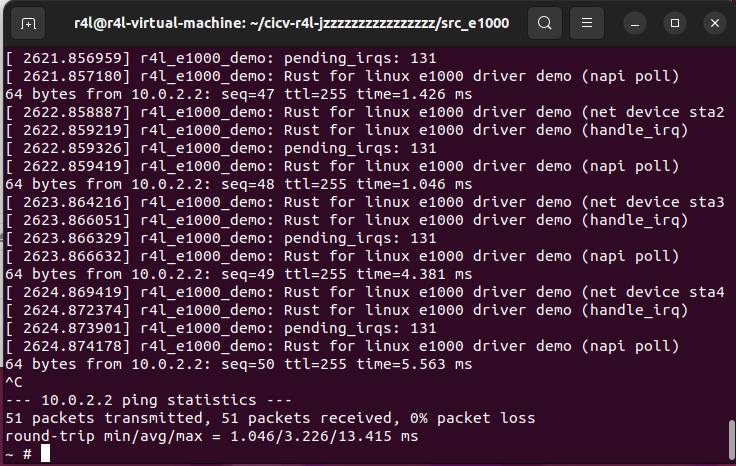 r4l@r4l-virtual-machine: ~/cicv-r4l-jzzzzzzzzzzzzzzzz/src_e1000
[ 2621.856959] r4l_e1000_demo: pending_irqs: 131
[ 2621.857180] r4l_e1000_demo: Rust for linux e1000 driver demo (napi poll)
64 bytes from 10.0.2.2: seq=47 ttl=255 time=1.426 ms
[ 2622.858887] r4l_e1000_demo: Rust for linux e1000 driver demo (net device sta2
[ 2622.859219] r4l_e1000_demo: Rust for linux e1000 driver demo (handle_irq)
[ 2622.859326] r4l_e1000_demo: pending_irqs: 131
[ 2622.859419] r4l_e1000_demo: Rust for linux e1000 driver demo (napi poll)
64 bytes from 10.0.2.2: seq=48 ttl=255 time=1.046 ms
[ 2623.864216] r4l_e1000_demo: Rust for linux e1000 driver demo (net device sta3
[ 2623.866051] r4l_e1000_demo: Rust for linux e1000 driver demo (handle_irq)
[ 2623.866329] r4l_e1000_demo: pending_irqs: 131
[ 2623.866632] r4l_e1000_demo: Rust for linux e1000 driver demo (napi poll)
64 bytes from 10.0.2.2: seq=49 ttl=255 time=4.381 ms
[ 2624.869419] r4l_e1000_demo: Rust for linux e1000 driver demo (net device sta4
[ 2624.872374] r4l_e1000_demo: Rust for linux e1000 driver demo (handle_irq)
[ 2624.873901] r4l_e1000_demo: pending_irqs: 131
[ 2624.874178] r4l_e1000_demo: Rust for linux e1000 driver demo (napi poll)
64 bytes from 10.0.2.2: seq=50 ttl=255 time=5.563 ms
^C
--- 10.0.2.2 ping statistics ---
51 packets transmitted, 51 packets received, 0% packet loss
round-trip min/avg/max = 1.046/3.226/13.415 ms
~ #